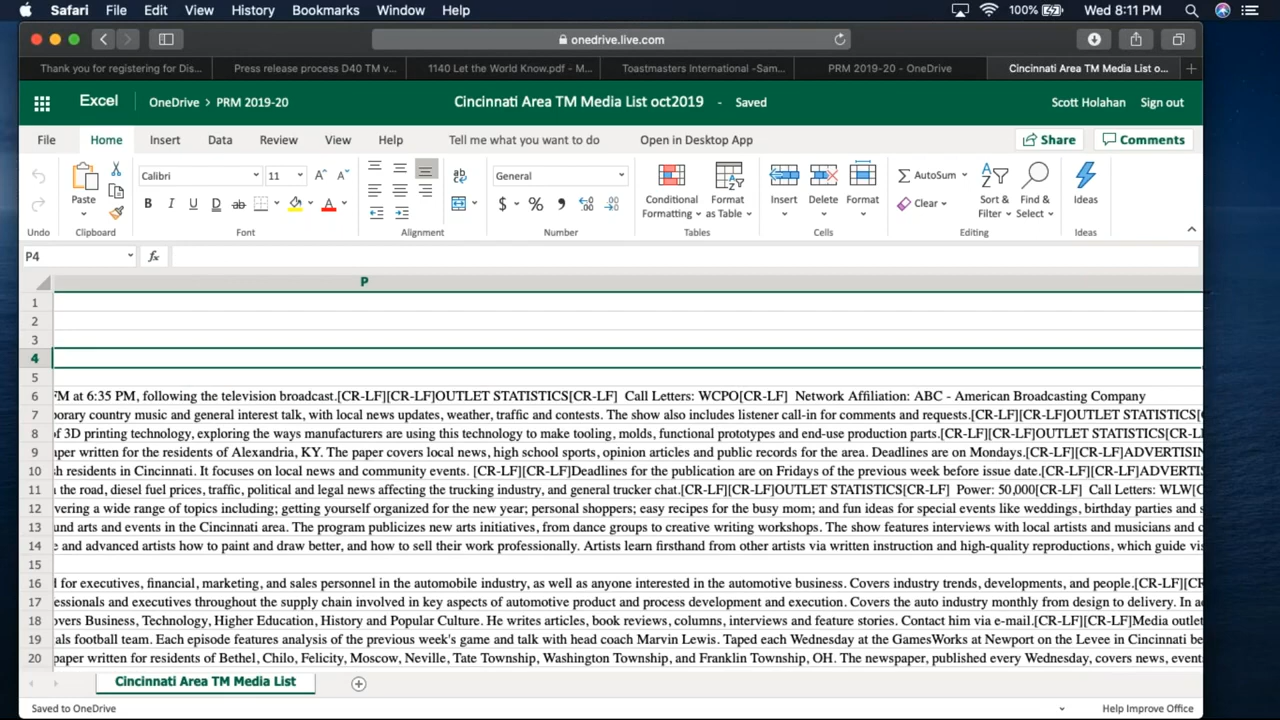 Safari File Edit View History Bookmarks Window Help 100% Wed 8:11 PM
onedrive.live.com
Thank you for registering for Dis... Press release process D40 TM v... 1140 Let the World Know.pdf - M... Toastmasters International -Sam... PRM 2019-20 - OneDrive Cincinnati Area TM Media List o... +
Excel OneDrive > PRM 2019-20 Cincinnati Area TM Media List oct2019 - Saved Scott Holahan Sign out
File Home Insert Data Review View Help Tell me what you want to do Open in Desktop App Share Comments
Calibri 11 A^ A˅ ab General AutoSum
Paste Conditional Formatting Format as Table Insert Delete Format Sort & Filter Find & Select Ideas
B I U D ab A $ % , .00 .00 Clear
Undo Clipboard Font Alignment Number Tables Cells Editing Ideas
P4 fx
P
1
2
3
4
5
6 FM at 6:35 PM, following the television broadcast.[CR-LF][CR-LF]OUTLET STATISTICS[CR-LF] Call Letters: WCPO[CR-LF] Network Affiliation: ABC - American Broadcasting Company
7 porary country music and general interest talk, with local news updates, weather, traffic and contests. The show also includes listener call-in for comments and requests.[CR-LF][CR-LF]OUTLET STATISTICS[
8 of 3D printing technology, exploring the ways manufacturers are using this technology to make tooling, molds, functional prototypes and end-use production parts.[CR-LF][CR-LF]OUTLET STATISTICS[CR-L
9 aper written for the residents of Alexandria, KY. The paper covers local news, high school sports, opinion articles and public records for the area. Deadlines are on Mondays.[CR-LF][CR-LF]ADVERTISIN
10 h residents in Cincinnati. It focuses on local news and community events. [CR-LF][CR-LF]Deadlines for the publication are on Fridays of the previous week before issue date.[CR-LF][CR-LF]ADVERTIS
11 n the road, diesel fuel prices, traffic, political and legal news affecting the trucking industry, and general trucker chat.[CR-LF][CR-LF]OUTLET STATISTICS[CR-LF] Power: 50,000[CR-LF] Call Letters: WLW[C
12 vering a wide range of topics including; getting yourself organized for the new year; personal shoppers; easy recipes for the busy mom; and fun ideas for special events like weddings, birthday parties and s
13 und arts and events in the Cincinnati area. The program publicizes new arts initiatives, from dance groups to creative writing workshops. The show features interviews with local artists and musicians and c
14 e and advanced artists how to paint and draw better, and how to sell their work professionally. Artists learn firsthand from other artists via written instruction and high-quality reproductions, which guide vis
15
16 d for executives, financial, marketing, and sales personnel in the automobile industry, as well as anyone interested in the automotive business. Covers industry trends, developments, and people.[CR-LF][CR
17 essionals and executives throughout the supply chain involved in key aspects of automotive product and process development and execution. Covers the auto industry monthly from design to delivery. In ad
18 overs Business, Technology, Higher Education, History and Popular Culture. He writes articles, book reviews, columns, interviews and feature stories. Contact him via e-mail.[CR-LF][CR-LF]Media outlet
19 als football team. Each episode features analysis of the previous week's game and talk with head coach Marvin Lewis. Taped each Wednesday at the GamesWorks at Newport on the Levee in Cincinnati be
20 paper written for residents of Bethel, Chilo, Felicity, Moscow, Neville, Tate Township, Washington Township, and Franklin Township, OH. The newspaper, published every Wednesday, covers news, event
Cincinnati Area TM Media List
Saved to OneDrive Help Improve Office